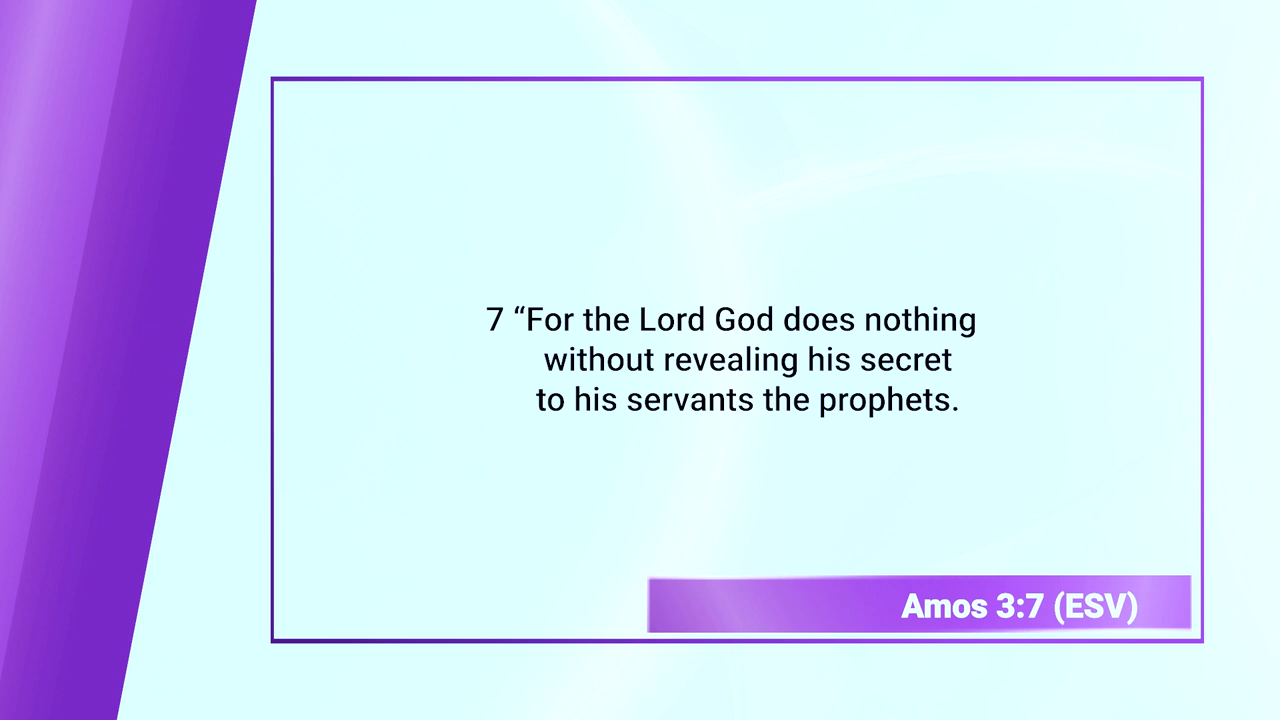 7 “For the Lord God does nothing
without revealing his secret
to his servants the prophets.
Amos 3:7 (ESV)